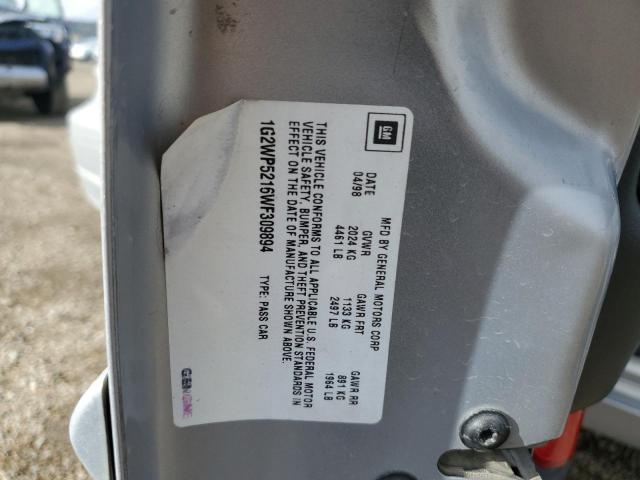 GM
MFD BY GENERAL MOTORS CORP
DATE GVWR GAWR FRT GAWR RR
04/98 2024 KG 1133 KG 891 KG
4461 LB 2497 LB 1964 LB
THIS VEHICLE CONFORMS TO ALL APPLICABLE U.S. FEDERAL MOTOR
VEHICLE SAFETY, BUMPER, AND THEFT PREVENTION STANDARDS IN
EFFECT ON THE DATE OF MANUFACTURE SHOWN ABOVE.
1G2WP5216WF309894 TYPE: PASS CAR
GENUINE